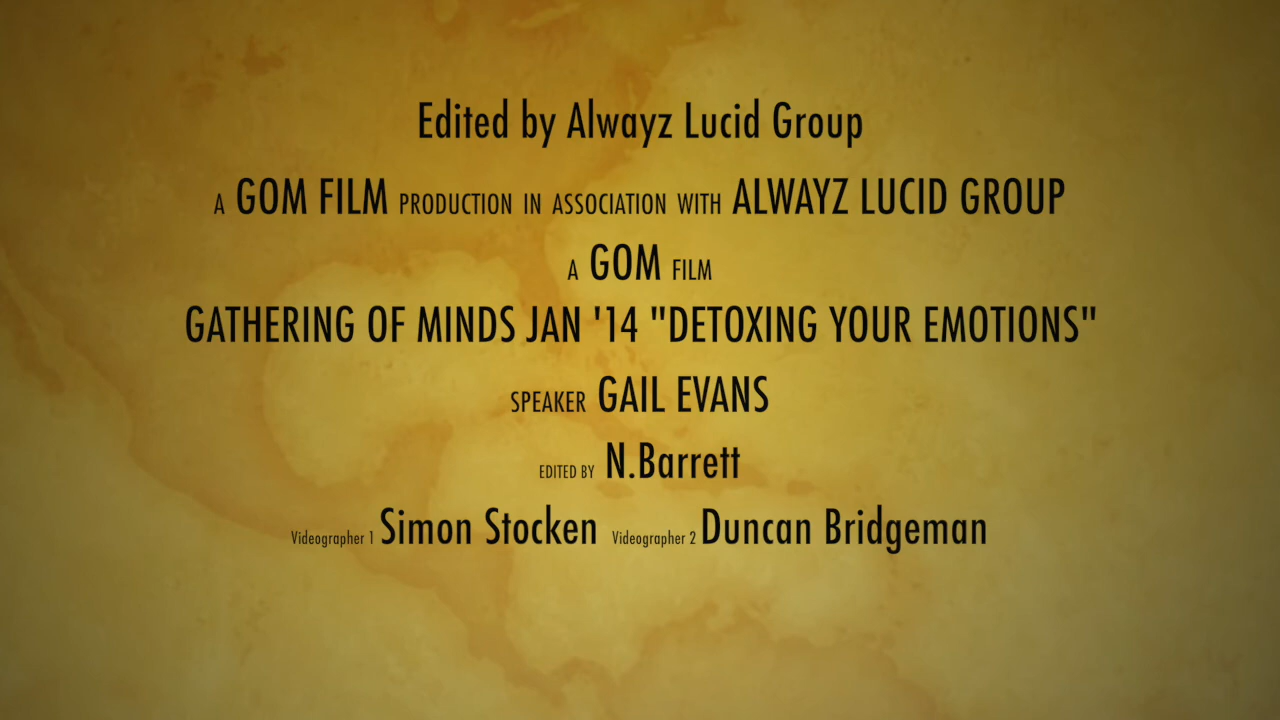 Edited by Alwayz Lucid Group
A GOM FILM PRODUCTION IN ASSOCIATION WITH ALWAYZ LUCID GROUP
A GOM FILM
GATHERING OF MINDS JAN '14 "DETOXING YOUR EMOTIONS"
SPEAKER GAIL EVANS
EDITED BY N.Barrett
Videographer 1 Simon Stocken Videographer 2 Duncan Bridgeman